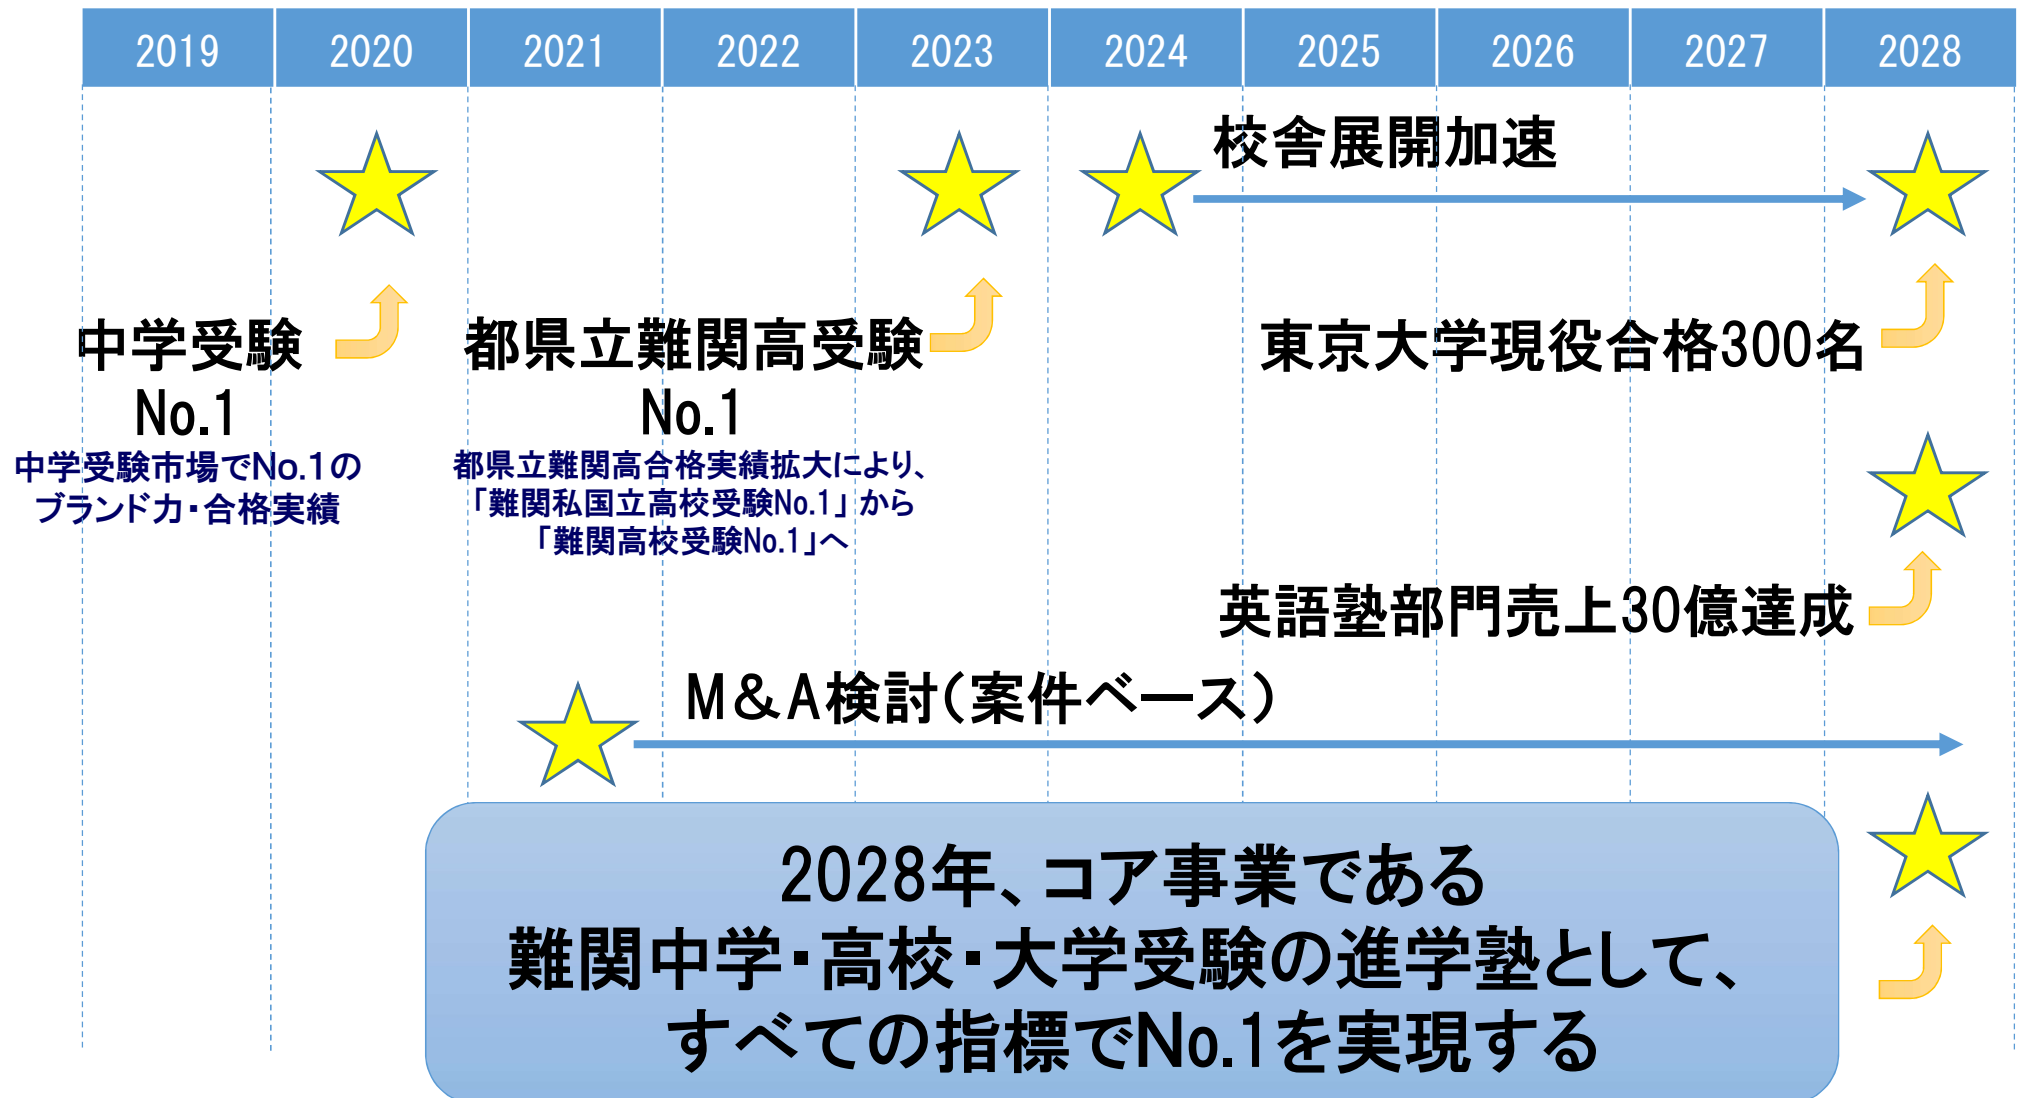 2019 2020 2021 2022 2023 2024 2025 2026 2027 2028
校舎展開加速
中学受験
No.1
中学受験市場でNo.1の
ブランド力・合格実績
都県立難関高受験
No.1
都県立難関高合格実績拡大により、
「難関私国立高校受験No.1」から
「難関高校受験No.1」へ
東京大学現役合格300名
英語塾部門売上30億達成
M&A検討(案件ベース)
2028年、コア事業である
難関中学・高校・大学受験の進学塾として、
すべての指標でNo.1を実現する